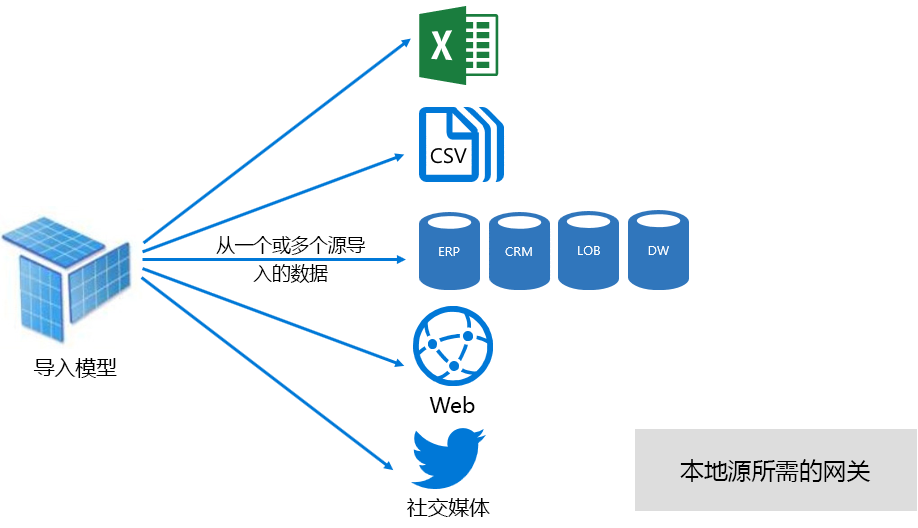 X
CSV
从一个或多个源导
入的数据
ERP
CRM
LOB
DW
导入模型
Web
社交媒体
本地源所需的网关